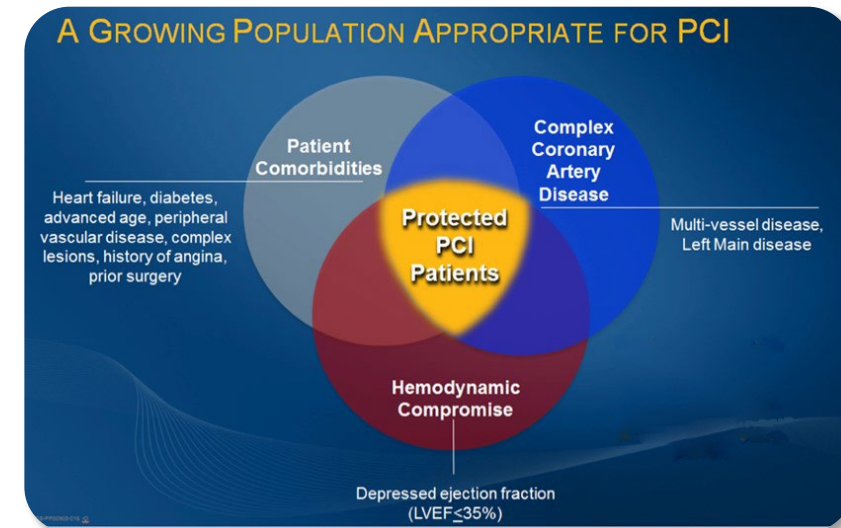 A GROWING POPULATION APPROPRIATE FOR PCI
Patient
Comorbidities
Complex
Coronary
Artery
Disease
Heart failure, diabetes,
advanced age, peripheral
vascular disease, complex
lesions, history of angina,
prior surgery
Protected
PCI
Patients
Multi-vessel disease,
Left Main disease
Hemodynamic
Compromise
Depressed ejection fraction
(LVEF≤35%)